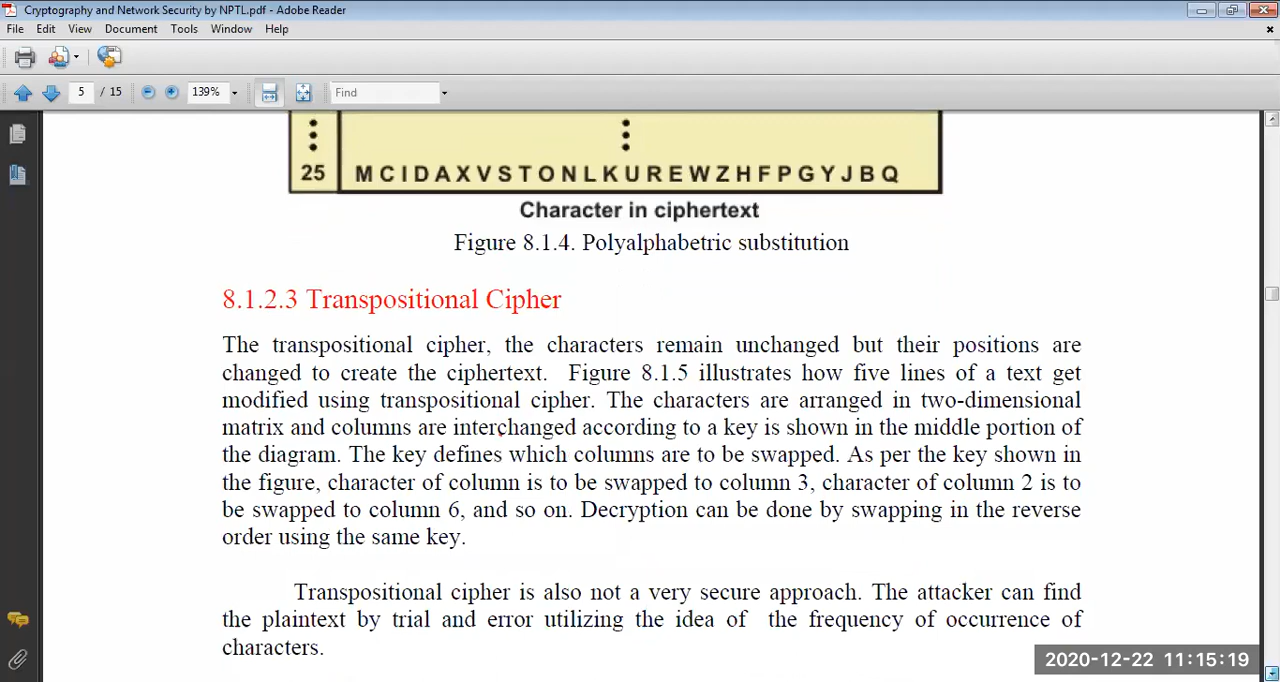 Cryptography and Network Security by NPTL.pdf - Adobe Reader
File Edit View Document Tools Window Help
5 / 15 139% Find
25 MCIDAXVSTONLKUREWZHFPGYJBQ
Character in ciphertext
Figure 8.1.4. Polyalphabetric substitution
8.1.2.3 Transpositional Cipher
The transpositional cipher, the characters remain unchanged but their positions are
changed to create the ciphertext. Figure 8.1.5 illustrates how five lines of a text get
modified using transpositional cipher. The characters are arranged in two-dimensional
matrix and columns are interchanged according to a key is shown in the middle portion of
the diagram. The key defines which columns are to be swapped. As per the key shown in
the figure, character of column is to be swapped to column 3, character of column 2 is to
be swapped to column 6, and so on. Decryption can be done by swapping in the reverse
order using the same key.
Transpositional cipher is also not a very secure approach. The attacker can find
the plaintext by trial and error utilizing the idea of the frequency of occurrence of
characters.
2020-12-22 11:15:19